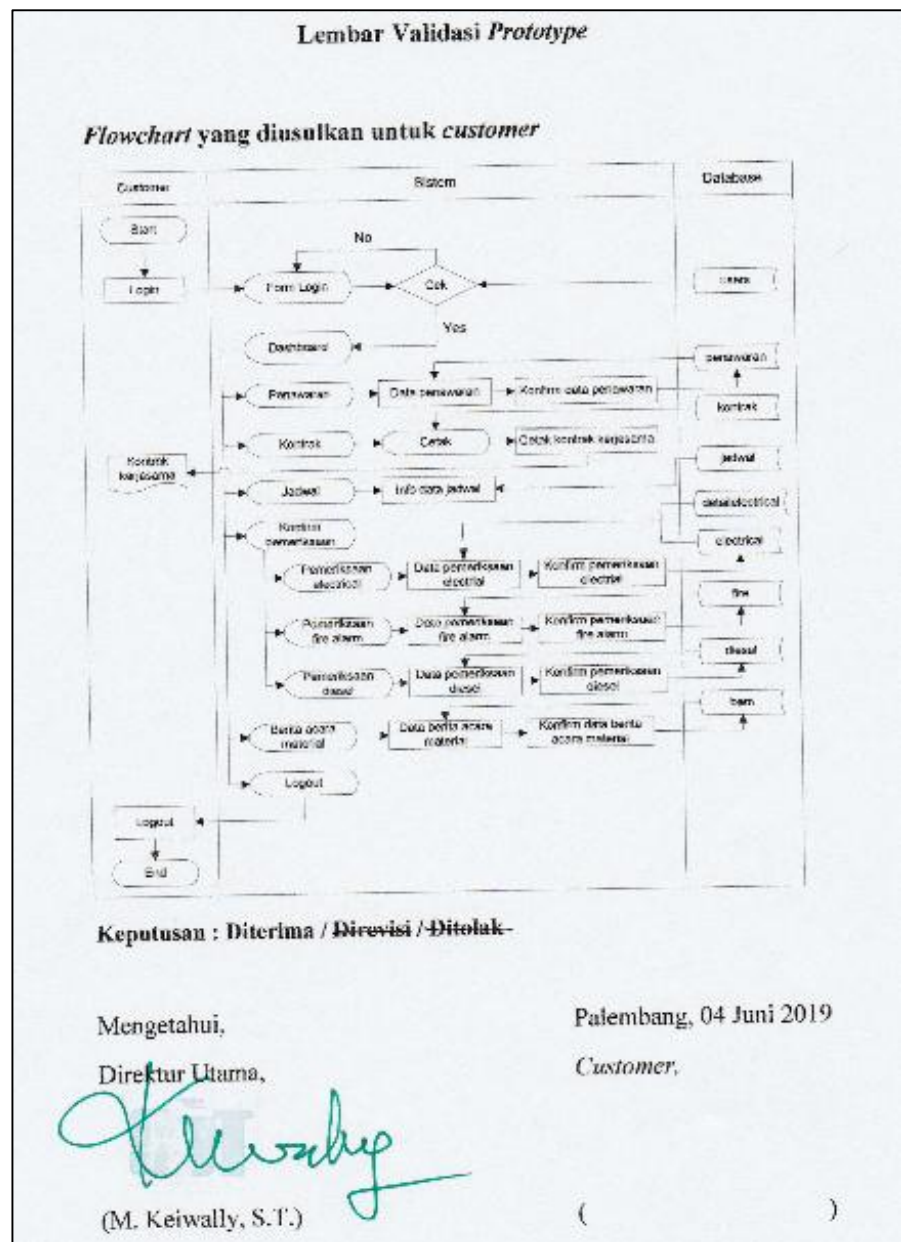 Lembar Validasi Prototype
Flowchart yang diusulkan untuk customer
Customer
Sistem
Database
Start
No
Login
Form Login
Cek
users
Yes
Dashboard
penawaran
Penawaran
Data penawaran
Konfirm data penawaran
kontrak
Kontrak
Cetak
Cetak kontrak kerjasama
Kontrak
kerjasama
jadwal
Jadwal
Info data jadwal
detailelectrical
Konfirm
pemeriksaan
electrical
Pemeriksaan
electrical
Data pemeriksaan
electrial
Konfirm pemeriksaan
electrial
fire
Pemeriksaan
fire alarm
Data pemeriksaan
fire alarm
Konfirm pemeriksaan
fire alarm
diesel
Pemeriksaan
diesel
Data pemeriksaan
diesel
Konfirm pemeriksaan
diesel
bam
Berita acara
material
Data berita acara
material
Konfirm data berita
acara material
Logout
Logout
End
Keputusan : Diterima / Direvisi / Ditolak
Mengetahui,
Palembang, 04 Juni 2019
Direktur Utama,
Customer,
(M. Keiwally, S.T.)
( )